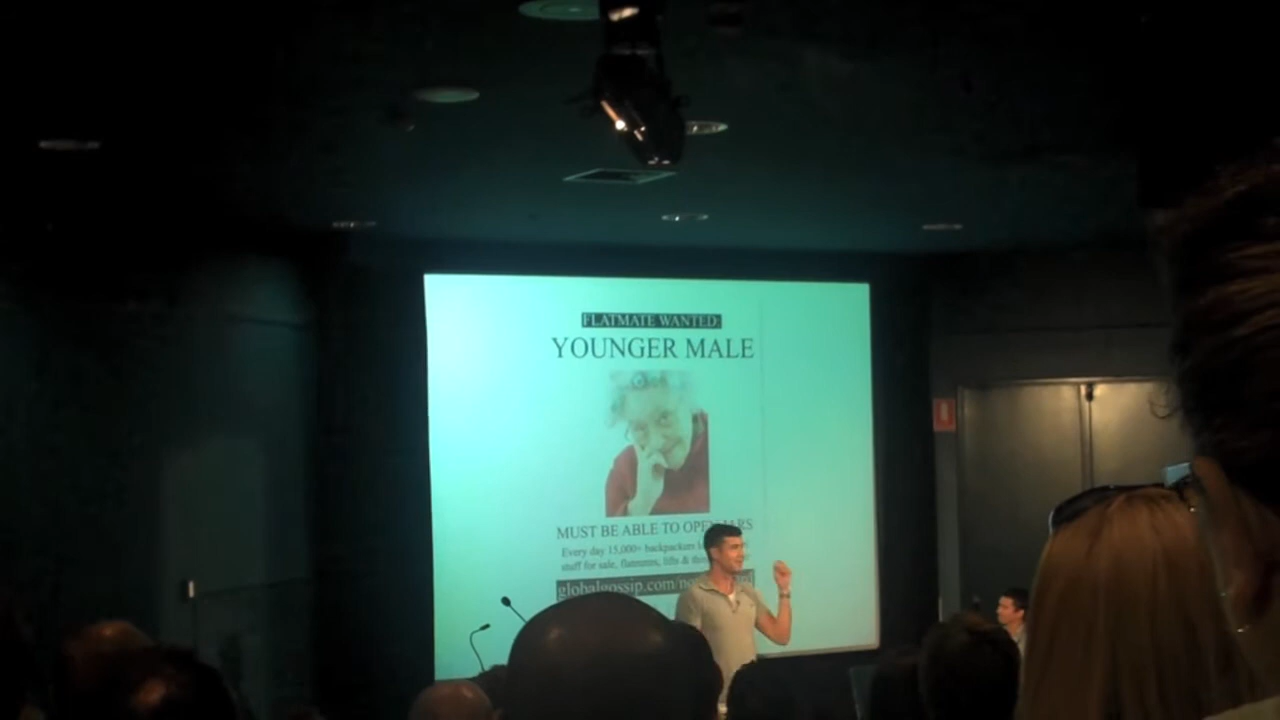 FLATMATE WANTED:
YOUNGER MALE
MUST BE ABLE TO OPEN JARS
Every day 15,000+ backpackers
stuff for sale, flatmates, lifts &
globalgossip.com/